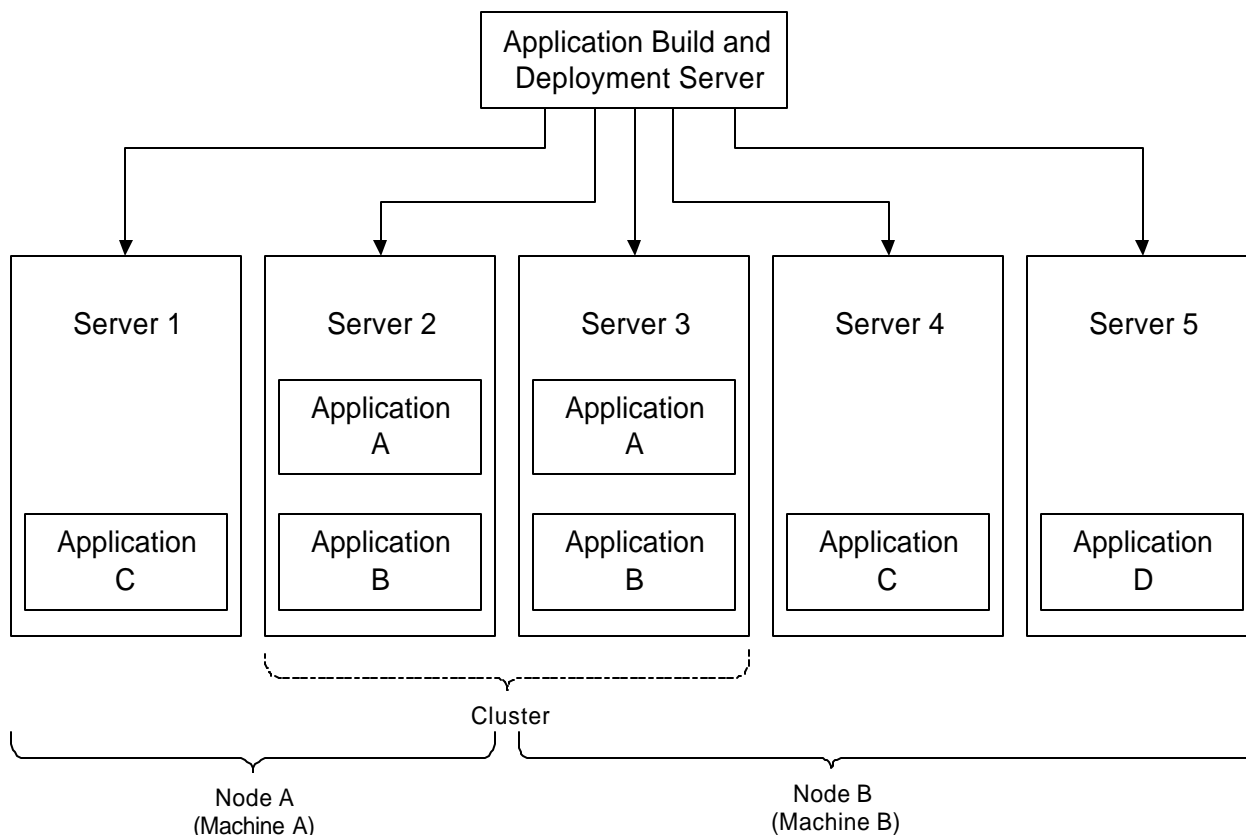 Application Build and
Deployment Server
Server 1
Server 2
Server 3
Server 4
Server 5
Application
A
Application
A
Application
C
Application
B
Application
B
Application
C
Application
D
Cluster
Node A
(Machine A)
Node B
(Machine B)